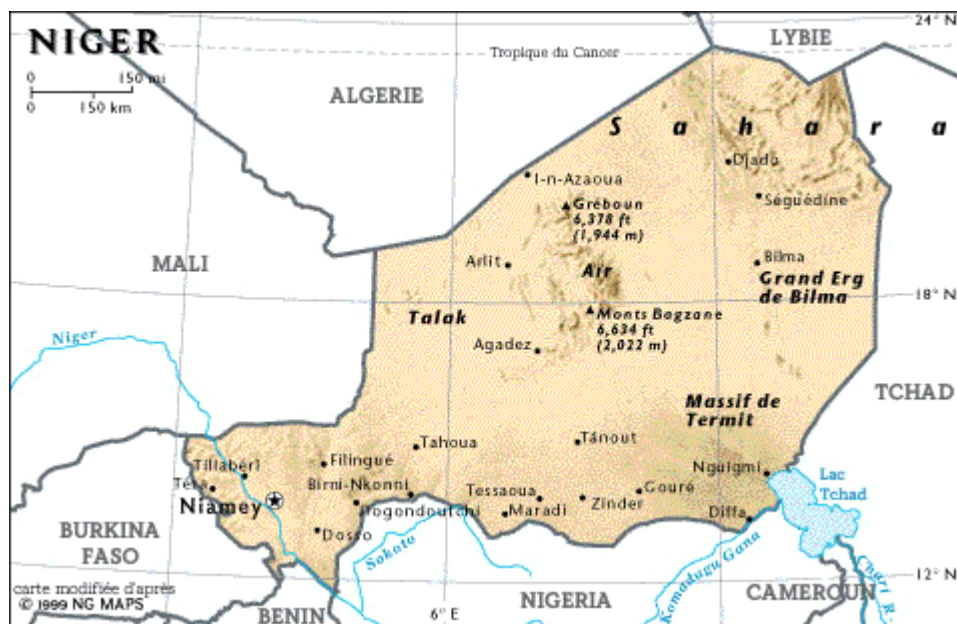 NIGER
0 150 mi
0 150 km
24° N
LYBIE
Tropique du Cancer
ALGERIE
Sahara
Djado
I-n-Azaoua
Séguédine
Gréboun
6,378 ft
(1,944 m)
MALI
Arlit
Aïr
Bilma
Grand Erg
de Bilma
18° N
Talak
Monts Bagzane
6,634 ft
(2,022 m)
Niger
Agadez
TCHAD
Massif de
Termit
Tahoua
Tânout
Tillabéri
Filingué
Nguigmi
Lac
Tchad
Téra
Birni-Nkonni
Niamey
Dogondoutchi
Tessaoua
Maradi
Zinder
Gouré
Diffa
BURKINA
FASO
Dosso
Sokoto
Komadugu Gana
Chari R.
carte modifiée d'après
© 1999 NG MAPS
BENIN
6° E
NIGERIA
CAMEROUN
12° N